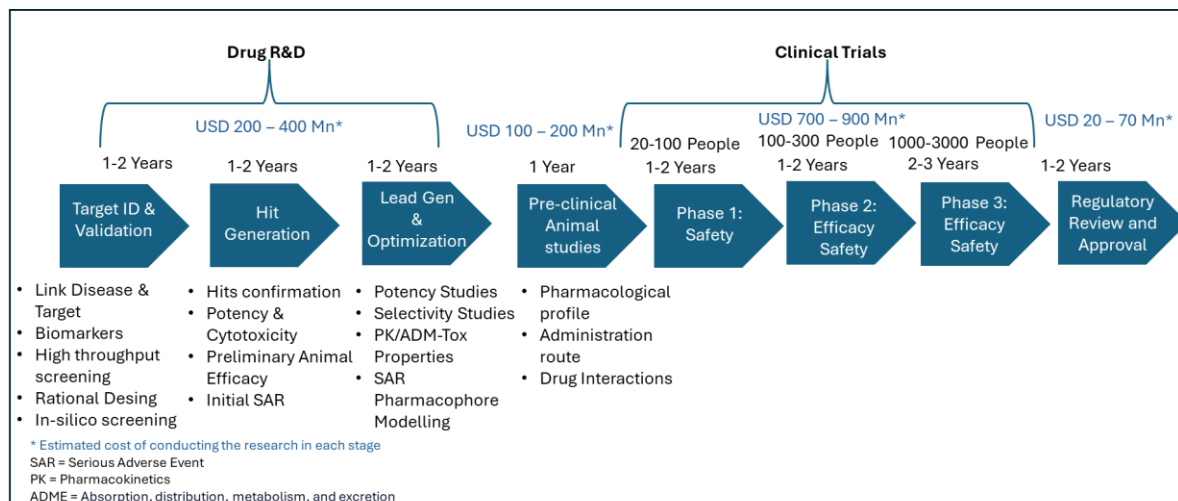 Drug R&D
Clinical Trials
USD 200 – 400 Mn*
USD 100 – 200 Mn*
USD 700 – 900 Mn*
USD 20 – 70 Mn*
20-100 People
100-300 People
1000-3000 People
1-2 Years
1-2 Years
1-2 Years
1 Year
1-2 Years
1-2 Years
2-3 Years
1-2 Years
Target ID &
Validation
Hit
Generation
Lead Gen
&
Optimization
Pre-clinical
Animal
studies
Phase 1:
Safety
Phase 2:
Efficacy
Safety
Phase 3:
Efficacy
Safety
Regulatory
Review and
Approval
• Link Disease &
Target
• Biomarkers
• High throughput
screening
• Rational Desing
• In-silico screening
• Hits confirmation
• Potency &
Cytotoxicity
• Preliminary Animal
Efficacy
• Initial SAR
• Potency Studies
• Selectivity Studies
• PK/ADM-Tox
Properties
• SAR
Pharmacophore
Modelling
• Pharmacological
profile
• Administration
route
• Drug Interactions
* Estimated cost of conducting the research in each stage
SAR = Serious Adverse Event
PK = Pharmacokinetics
ADME = Absorption, distribution, metabolism, and excretion